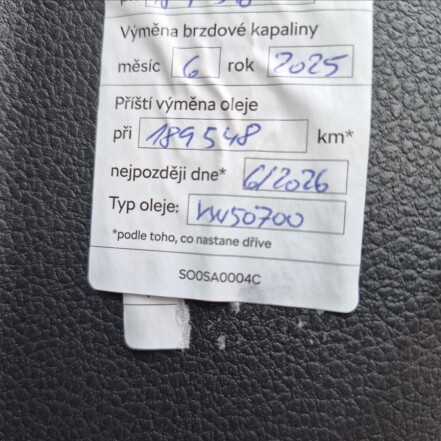 Výměna brzdové kapaliny
měsíc 6 rok 2025
Příští výměna oleje
při 189548 km*
nejpozději dne* 6/2026
Typ oleje: VW50700
*podle toho, co nastane dříve
SO0SA0004C